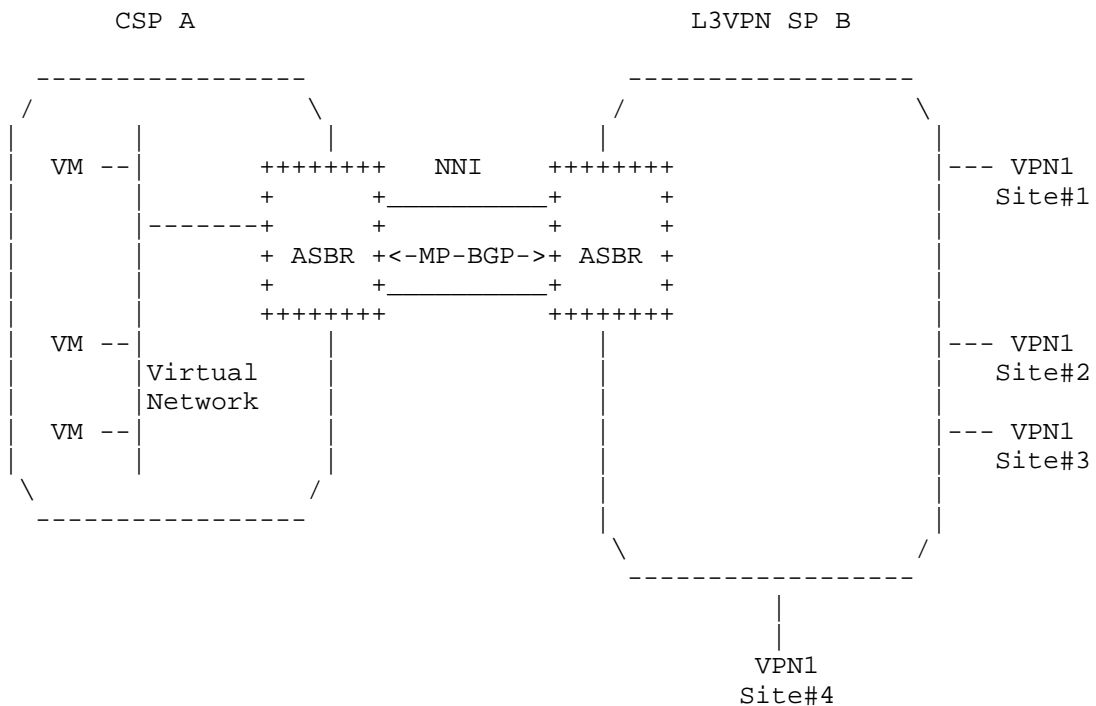 CSP A L3VPN SP B
VM -- NNI --- VPN1
Site#1
ASBR <-MP-BGP-> ASBR
VM -- --- VPN1
Virtual Site#2
Network
VM -- --- VPN1
Site#3
VPN1
Site#4